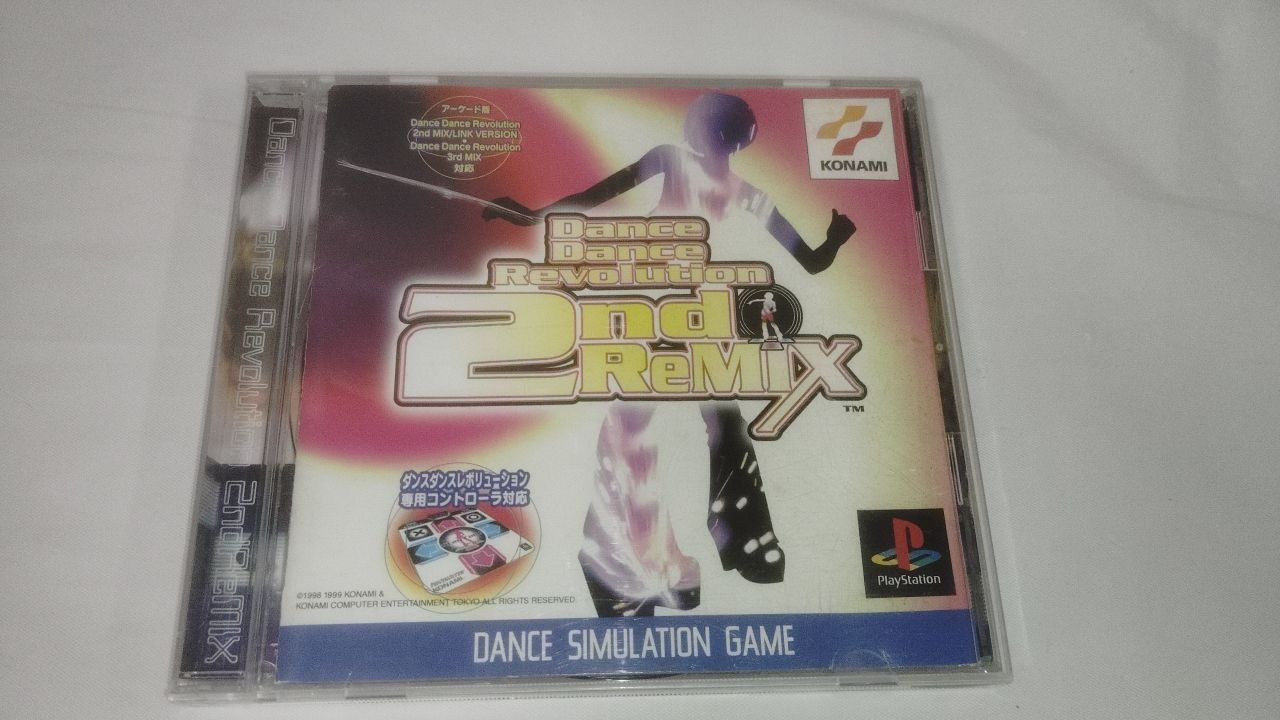 アーケード版
Dance Dance Revolution
2nd MIX/LINK VERSION
Dance Dance Revolution
3rd MIX
対応
KONAMI
Dance
Dance
Revolution
2nd
ReMiX
TM
ダンスダンスレボリューション
専用コントローラ対応
KONAMI
©1998 1999 KONAMI &
KONAMI COMPUTER ENTERTAINMENT TOKYO ALL RIGHTS RESERVED.
PlayStation
DANCE SIMULATION GAME
Dance Dance Revolution 2ndReMIX